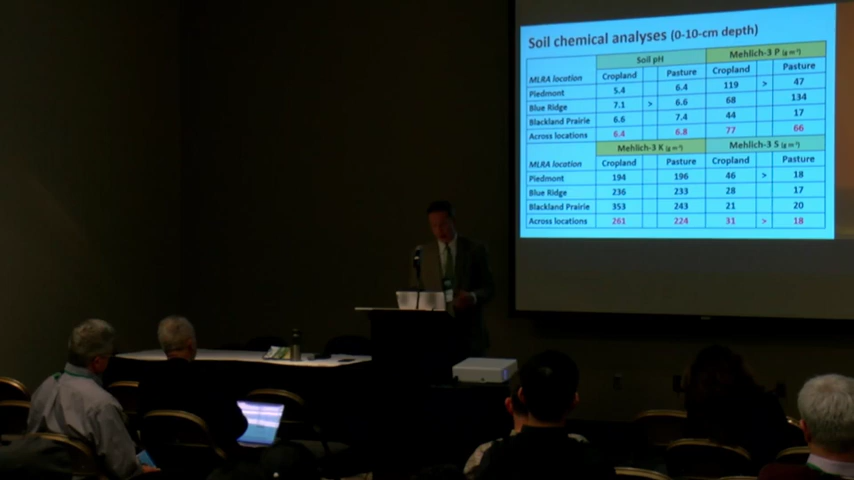 Soil chemical analyses (0-10-cm depth)
Soil pH Mehlich-3 P (g m⁻³)
MLRA location Cropland Pasture Cropland Pasture
Piedmont 5.4 6.4 119 > 47
Blue Ridge 7.1 > 6.6 68 134
Blackland Prairie 6.6 7.4 44 17
Across locations 6.4 6.8 77 66
Mehlich-3 K (g m⁻³) Mehlich-3 S (g m⁻³)
MLRA location Cropland Pasture Cropland Pasture
Piedmont 194 196 46 > 18
Blue Ridge 236 233 28 17
Blackland Prairie 353 243 21 20
Across locations 261 224 31 > 18